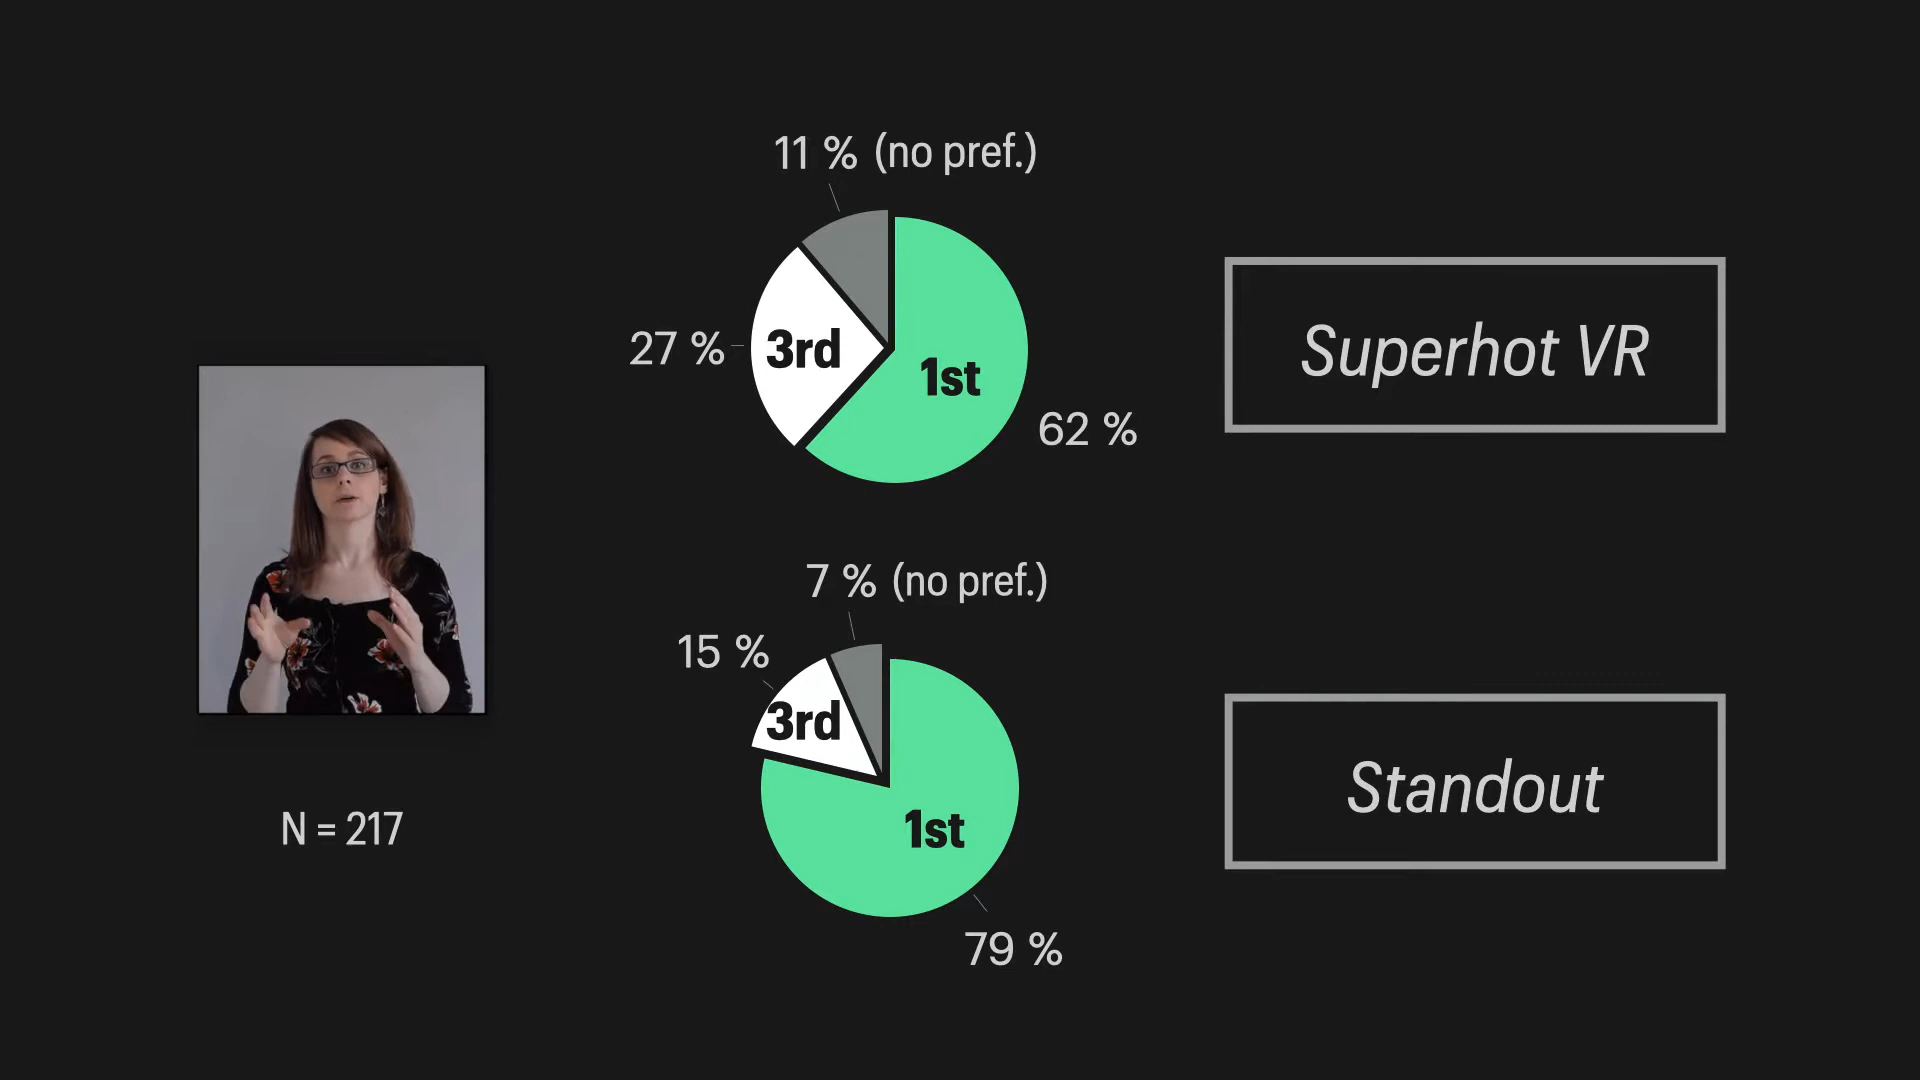 11 % (no pref.)
3rd
27 %
1st
62 %
Superhot VR
7 % (no pref.)
15 %
3rd
1st
79 %
Standout
N = 217